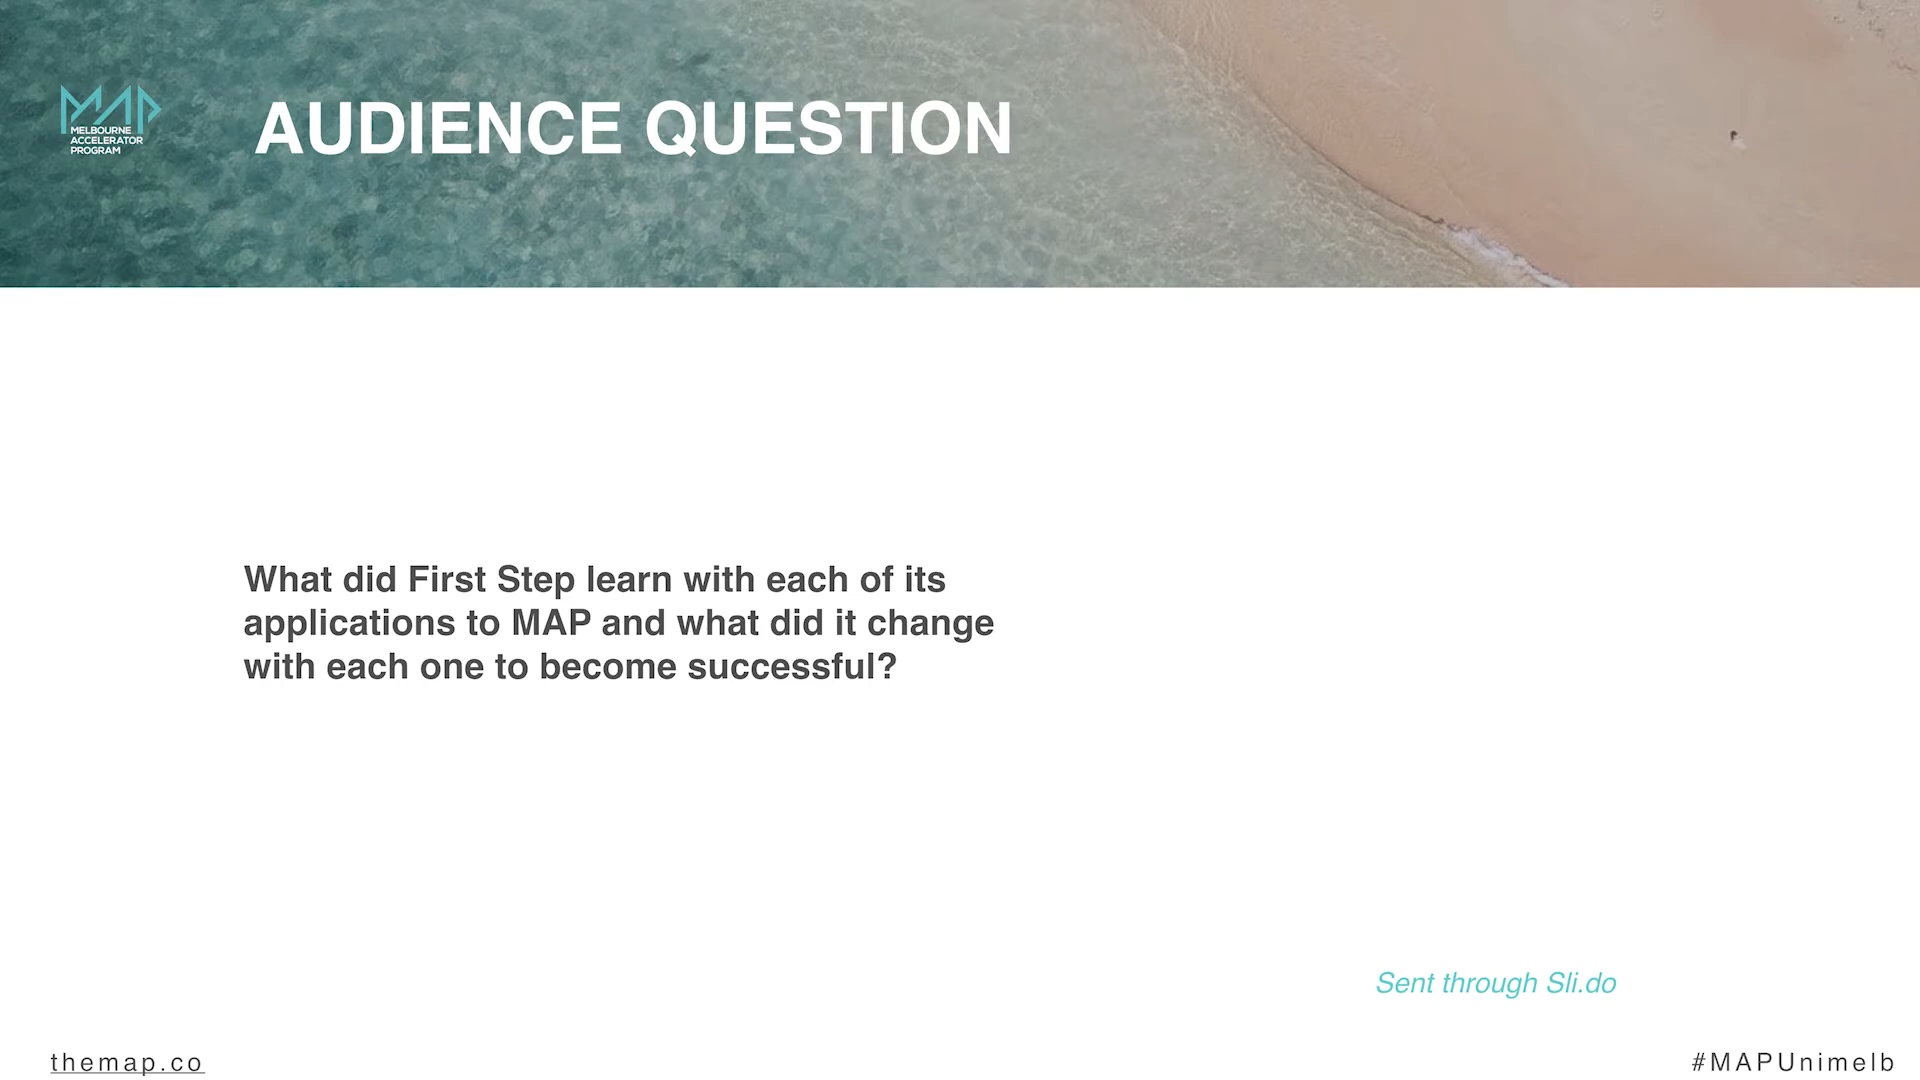 MAP
MELBOURNE
ACCELERATOR
PROGRAM
AUDIENCE QUESTION
What did First Step learn with each of its
applications to MAP and what did it change
with each one to become successful?
Sent through Sli.do
themap.co
#MAPUnimelb